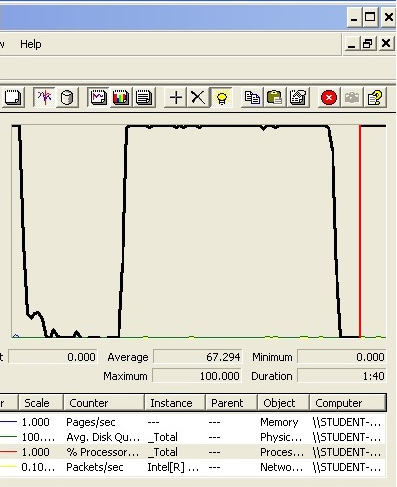 w Help
t 0.000 Average 67.294 Minimum 0.000
Maximum 100.000 Duration 1:40
r Scale Counter Instance Parent Object Computer
1.000 Pages/sec --- --- Memory \\STUDENT-...
100.... Avg. Disk Qu... _Total --- Physic... \\STUDENT-...
1.000 % Processor... _Total --- Proces... \\STUDENT-...
0.10... Packets/sec Intel[R] ... --- Netwo... \\STUDENT-...